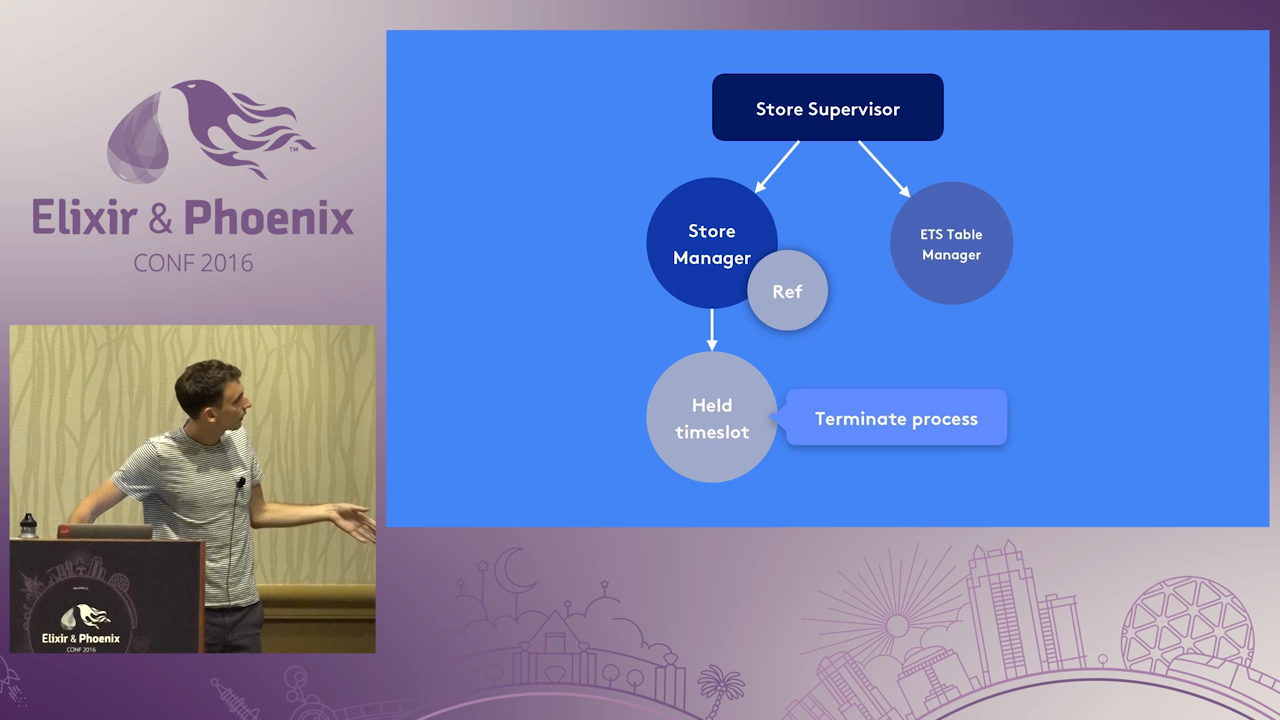 Elixir & Phoenix
CONF 2016
Store Supervisor
Store
Manager
ETS Table
Manager
Ref
Held
timeslot
Terminate process
Elixir & Phoenix
CONF 2016